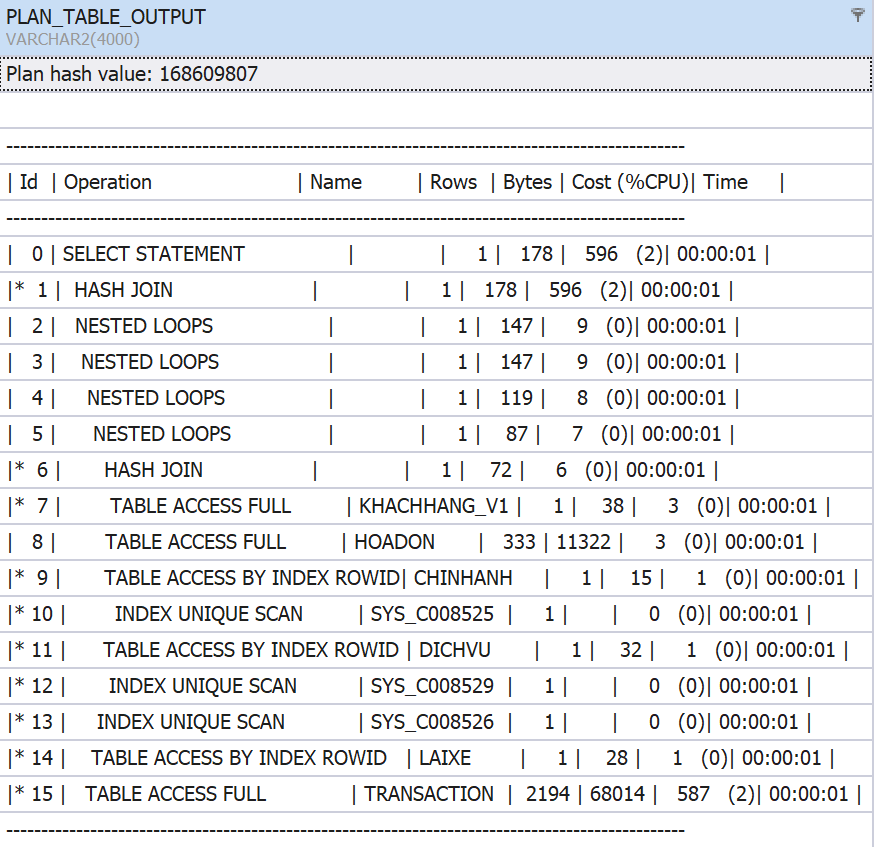 PLAN_TABLE_OUTPUT
VARCHAR2(4000)
Plan hash value: 168609807
-------------------------------------------------------------------------------------------------
| Id | Operation | Name | Rows | Bytes | Cost (%CPU)| Time |
-------------------------------------------------------------------------------------------------
| 0 | SELECT STATEMENT | | 1 | 178 | 596 (2)| 00:00:01 |
|* 1 | HASH JOIN | | 1 | 178 | 596 (2)| 00:00:01 |
| 2 | NESTED LOOPS | | 1 | 147 | 9 (0)| 00:00:01 |
| 3 | NESTED LOOPS | | 1 | 147 | 9 (0)| 00:00:01 |
| 4 | NESTED LOOPS | | 1 | 119 | 8 (0)| 00:00:01 |
| 5 | NESTED LOOPS | | 1 | 87 | 7 (0)| 00:00:01 |
|* 6 | HASH JOIN | | 1 | 72 | 6 (0)| 00:00:01 |
|* 7 | TABLE ACCESS FULL | KHACHHANG_V1 | 1 | 38 | 3 (0)| 00:00:01 |
| 8 | TABLE ACCESS FULL | HOADON | 333 | 11322 | 3 (0)| 00:00:01 |
|* 9 | TABLE ACCESS BY INDEX ROWID| CHINHANH | 1 | 15 | 1 (0)| 00:00:01 |
|* 10 | INDEX UNIQUE SCAN | SYS_C008525 | 1 | | 0 (0)| 00:00:01 |
|* 11 | TABLE ACCESS BY INDEX ROWID | DICHVU | 1 | 32 | 1 (0)| 00:00:01 |
|* 12 | INDEX UNIQUE SCAN | SYS_C008529 | 1 | | 0 (0)| 00:00:01 |
|* 13 | INDEX UNIQUE SCAN | SYS_C008526 | 1 | | 0 (0)| 00:00:01 |
|* 14 | TABLE ACCESS BY INDEX ROWID | LAIXE | 1 | 28 | 1 (0)| 00:00:01 |
|* 15 | TABLE ACCESS FULL | TRANSACTION | 2194 | 68014 | 587 (2)| 00:00:01 |
-------------------------------------------------------------------------------------------------